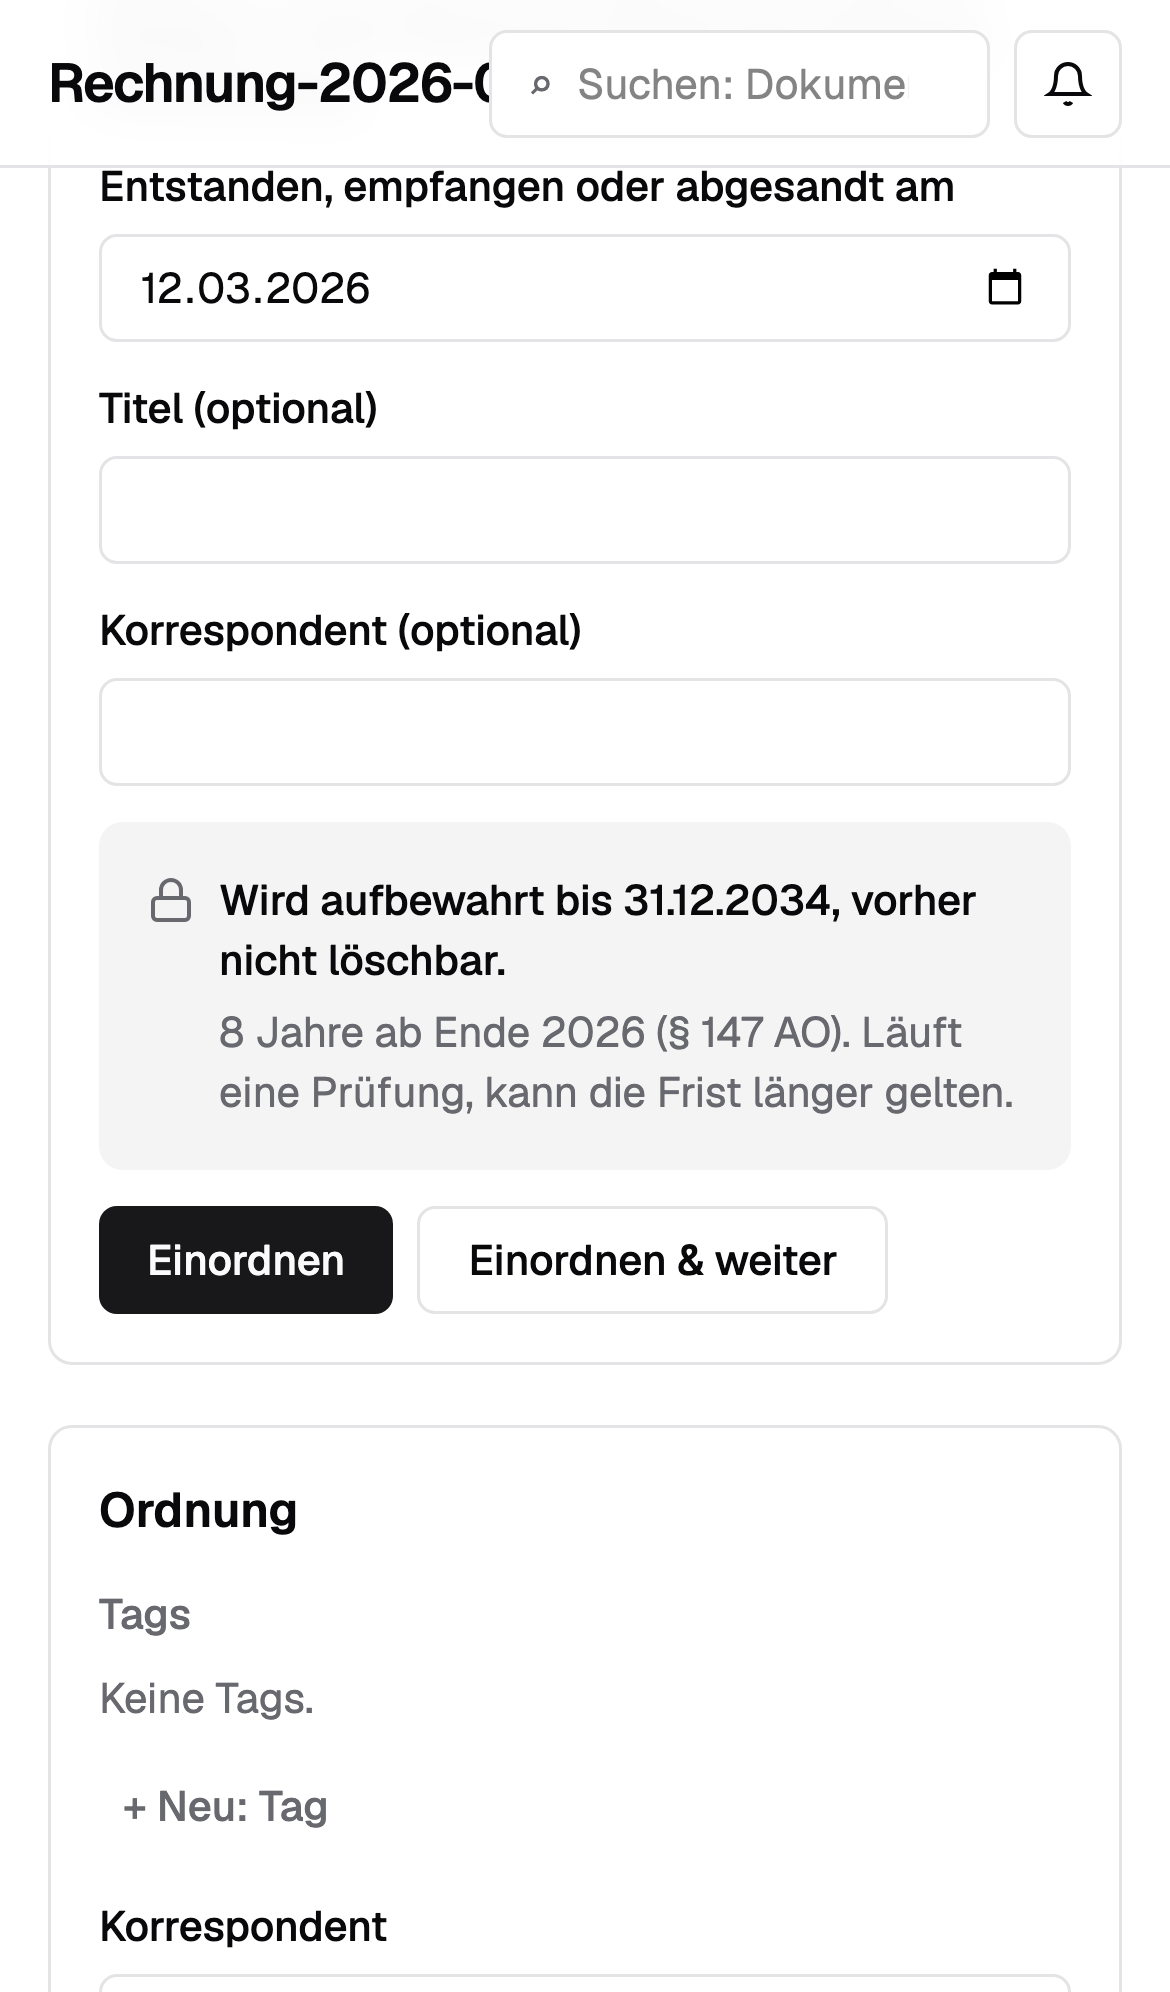 Rechnung-2026-
Suchen: Dokume
Entstanden, empfangen oder abgesandt am
12.03.2026
Titel (optional)
Korrespondent (optional)
Wird aufbewahrt bis 31.12.2034, vorher
nicht löschbar.
8 Jahre ab Ende 2026 (§ 147 AO). Läuft
eine Prüfung, kann die Frist länger gelten.
Einordnen
Einordnen & weiter
Ordnung
Tags
Keine Tags.
+ Neu: Tag
Korrespondent